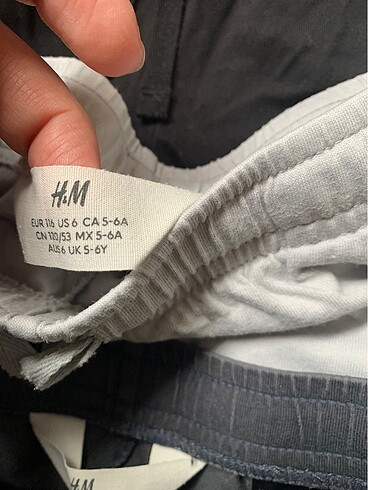 H&M
EUR 116 US 6 CA 5-6A
CN 120/53 MX 5-6A
AUS 6 UK 5-6Y
H&M